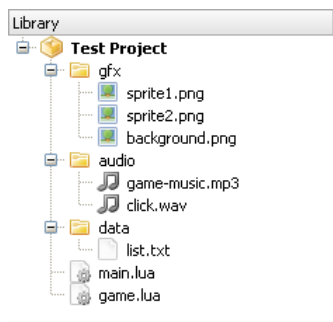 Library
Test Project
gfx
sprite1.png
sprite2.png
background.png
audio
game-music.mp3
click.wav
data
list.txt
main.lua
game.lua